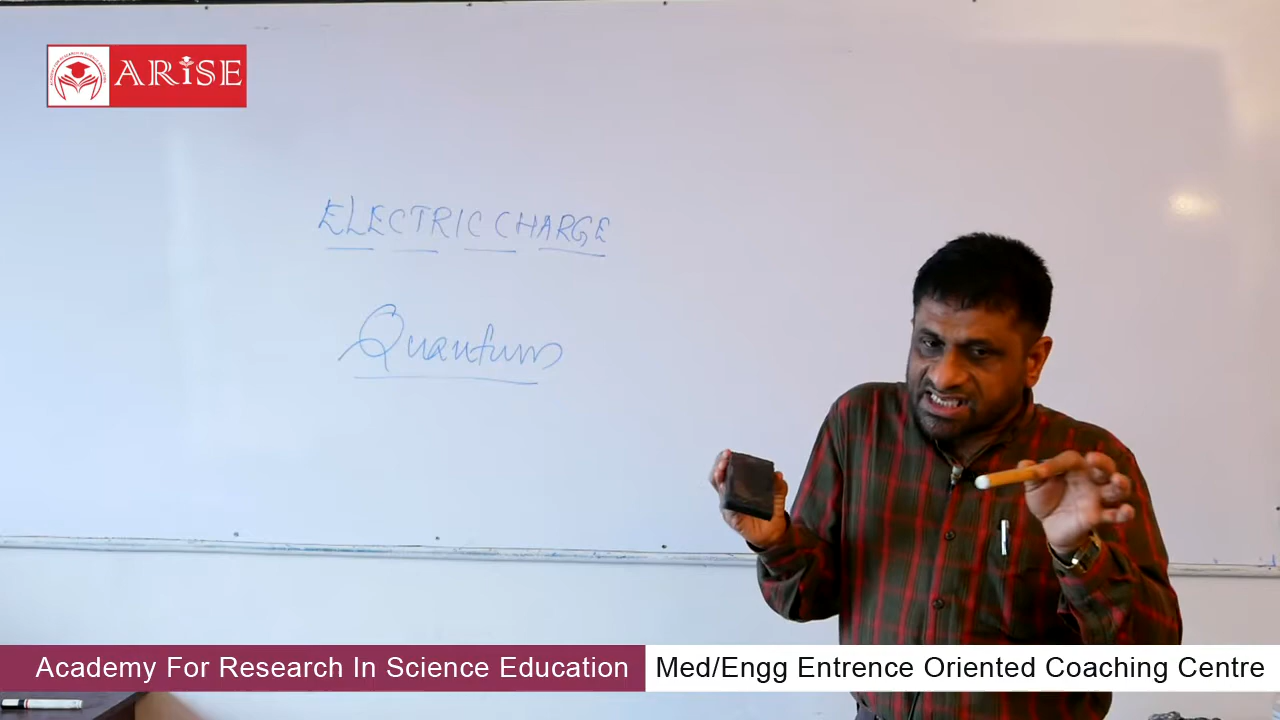 ARiSE
ELECTRIC CHARGE
Quantum
Academy For Research In Science Education
Med/Engg Entrence Oriented Coaching Centre